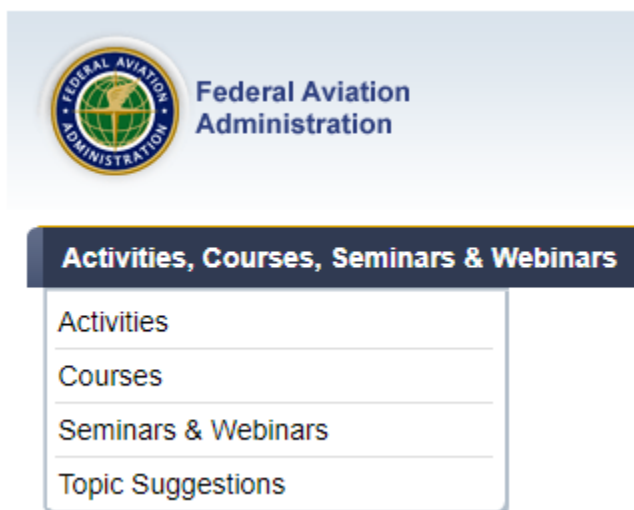 FEDERAL AVIATION
ADMINISTRATION
Federal Aviation
Administration
Activities, Courses, Seminars & Webinars
Activities
Courses
Seminars & Webinars
Topic Suggestions